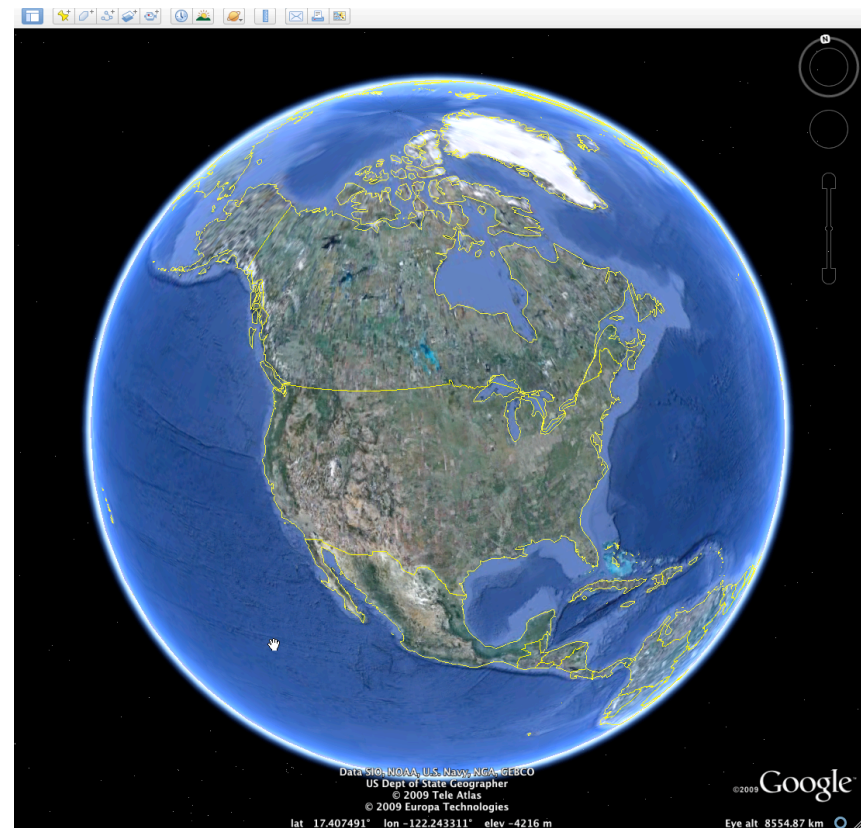 N
Data SIO, NOAA, U.S. Navy, NGA, GEBCO
US Dept of State Geographer
© 2009 Tele Atlas
© 2009 Europa Technologies
©2009 Google
lat 17.407491° lon -122.243311° elev -4216 m
Eye alt 8554.87 km